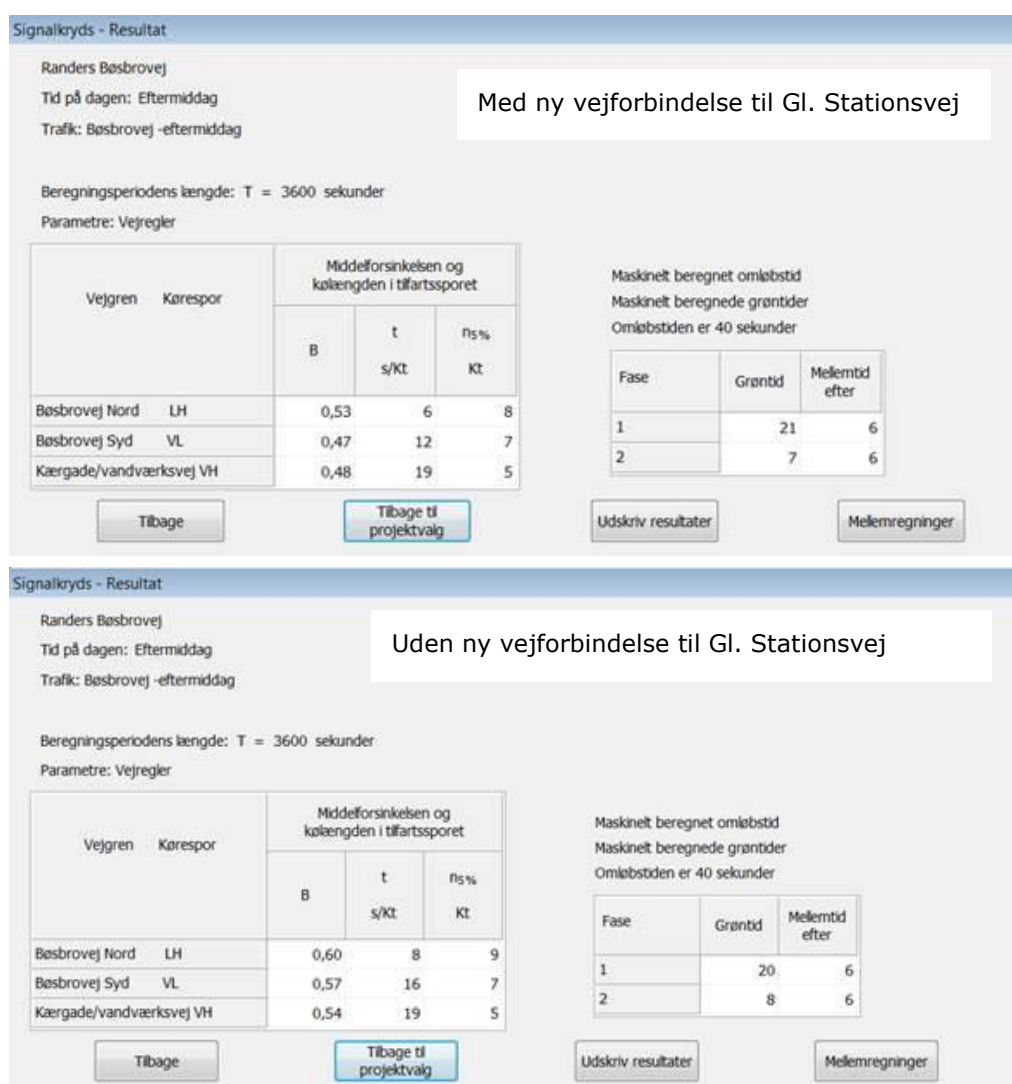 Signalkryds - Resultat
Randers Bøsbrovej
Tid på dagen: Eftermiddag
Trafik: Bøsbrovej -eftermiddag
Med ny vejforbindelse til Gl. Stationsvej
Beregningsperiodens længde: T = 3600 sekunder
Parametre: Vejregler
Vejgren Kørespor
Middelforsinkelsen og
kølængden i tilfartssporet
B
t
s/Kt
n5%
Kt
Bøsbrovej Nord LH 0,53 6 8
Bøsbrovej Syd VL 0,47 12 7
Kærgade/vandværksvej VH 0,48 19 5
Maskinelt beregnet omløbstid
Maskinelt beregnede grøntider
Omløbstiden er 40 sekunder
Fase Grøntid Mellemtid
efter
1 21 6
2 7 6
Tilbage
Tilbage til
projektvalg
Udskriv resultater
Mellemregninger
Signalkryds - Resultat
Randers Bøsbrovej
Tid på dagen: Eftermiddag
Trafik: Bøsbrovej -eftermiddag
Uden ny vejforbindelse til Gl. Stationsvej
Beregningsperiodens længde: T = 3600 sekunder
Parametre: Vejregler
Vejgren Kørespor
Middelforsinkelsen og
kølængden i tilfartssporet
B
t
s/Kt
n5%
Kt
Bøsbrovej Nord LH 0,60 8 9
Bøsbrovej Syd VL 0,57 16 7
Kærgade/vandværksvej VH 0,54 19 5
Maskinelt beregnet omløbstid
Maskinelt beregnede grøntider
Omløbstiden er 40 sekunder
Fase Grøntid Mellemtid
efter
1 20 6
2 8 6
Tilbage
Tilbage til
projektvalg
Udskriv resultater
Mellemregninger